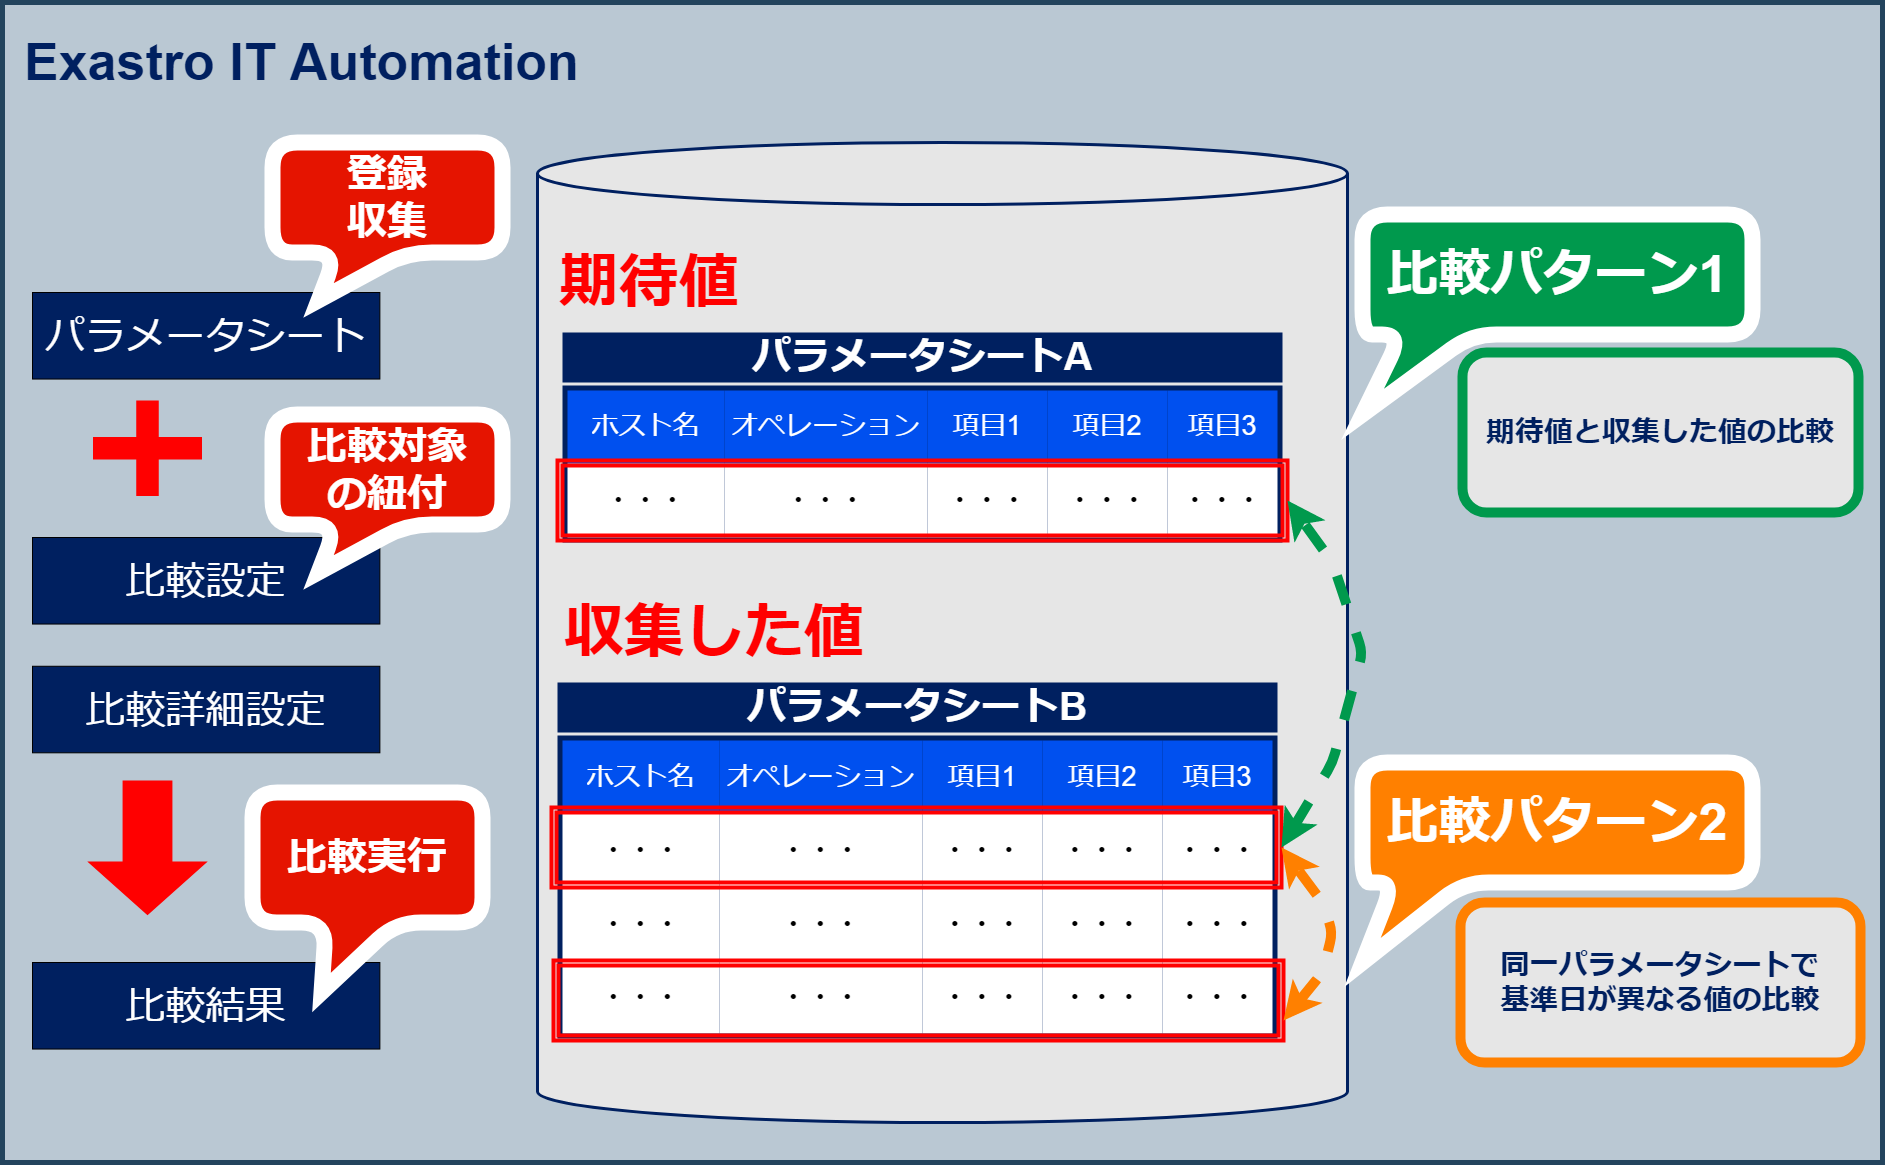 Exastro IT Automation
登録
収集
パラメータシート
比較対象
の紐付
比較設定
比較詳細設定
比較実行
比較結果
期待値
パラメータシートA
ホスト名 オペレーション 項目1 項目2 項目3
・・・ ・・・ ・・・ ・・・ ・・・
収集した値
パラメータシートB
ホスト名 オペレーション 項目1 項目2 項目3
・・・ ・・・ ・・・ ・・・ ・・・
・・・ ・・・ ・・・ ・・・ ・・・
・・・ ・・・ ・・・ ・・・ ・・・
比較パターン1
期待値と収集した値の比較
比較パターン2
同一パラメータシートで
基準日が異なる値の比較